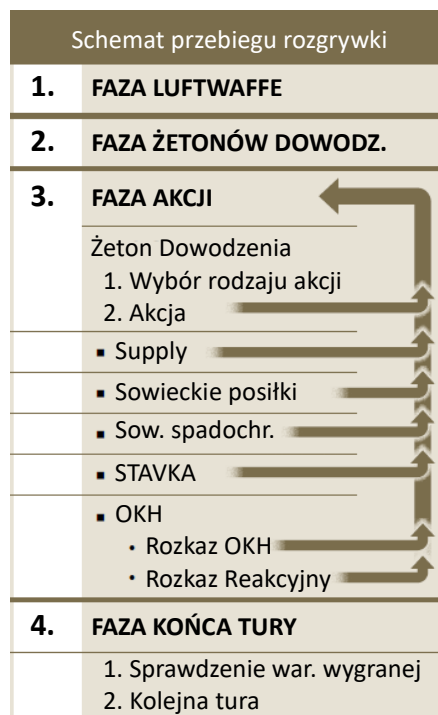 Schemat przebiegu rozgrywki
1. FAZA LUFTWAFFE
2. FAZA ŻETONÓW DOWODZ.
3. FAZA AKCJI
Żeton Dowodzenia
1. Wybór rodzaju akcji
2. Akcja
▪ Supply
▪ Sowieckie posiłki
▪ Sow. spadochr.
▪ STAVKA
▪ OKH
• Rozkaz OKH
• Rozkaz Reakcyjny
4. FAZA KOŃCA TURY
1. Sprawdzenie war. wygranej
2. Kolejna tura